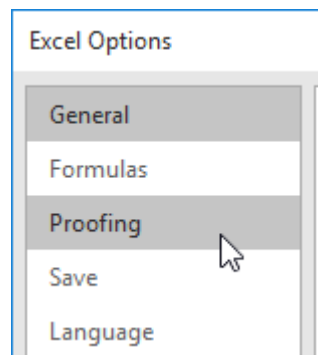 Excel Options
General
Formulas
Proofing
Save
Language